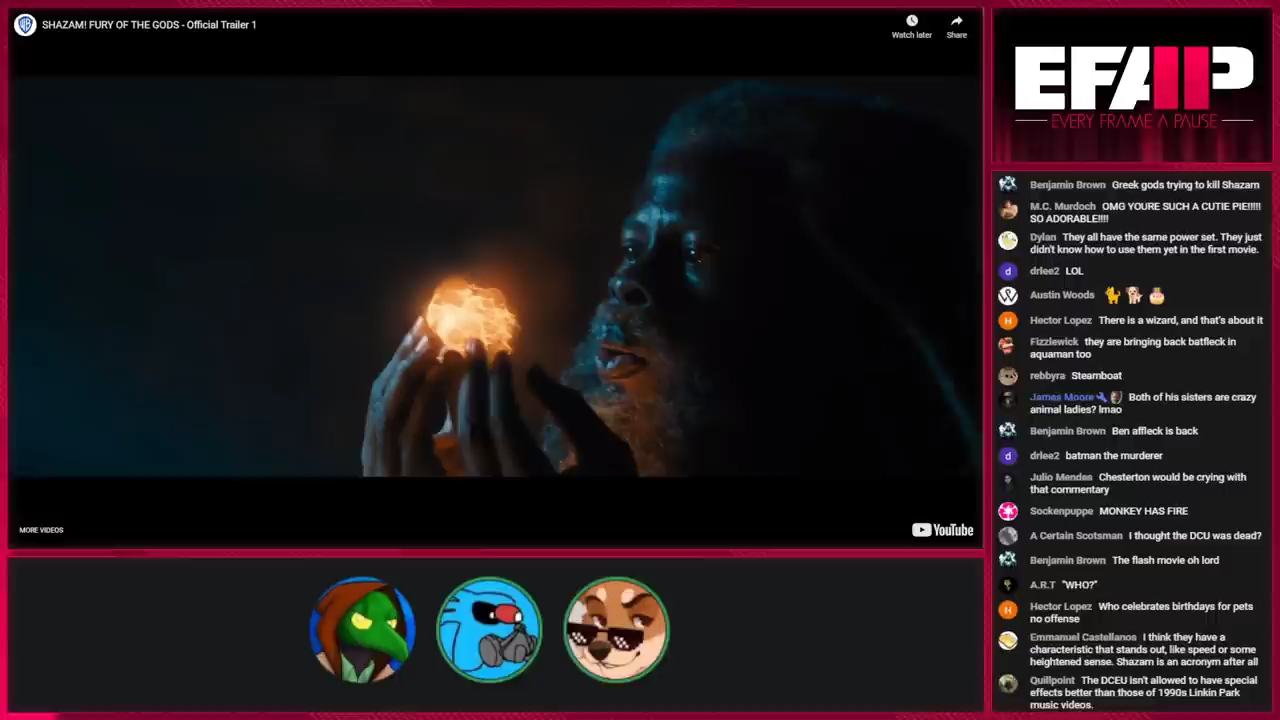 SHAZAM! FURY OF THE GODS - Official Trailer 1
Watch later
Share
MORE VIDEOS
YouTube
EFAP
EVERY FRAME A PAUSE
Benjamin Brown Greek gods trying to kill Shazam
M.C. Murdoch OMG YOURE SUCH A CUTIE PIE!!!!!
SO ADORABLE!!!!
Dylan They all have the same power set. They just
didn't know how to use them yet in the first movie.
drlee2 LOL
Austin Woods 🐈 🐕 🎂
Hector Lopez There is a wizard, and that's about it
Fizzlewick they are bringing back batfleck in
aquaman too
rebbyra Steamboat
James Moore Both of his sisters are crazy
animal ladies? lmao
Benjamin Brown Ben affleck is back
drlee2 batman the murderer
Julio Mendes Chesterton would be crying with
that commentary
Sockenpuppe MONKEY HAS FIRE
A Certain Scotsman I thought the DCU was dead?
Benjamin Brown The flash movie oh lord
A.R.T "WHO?"
Hector Lopez Who celebrates birthdays for pets
no offense
Emmanuel Castellanos I think they have a
characteristic that stands out, like speed or some
heightened sense. Shazam is an acronym after all
Quillpoint The DCEU isn't allowed to have special
effects better than those of 1990s Linkin Park
music videos.